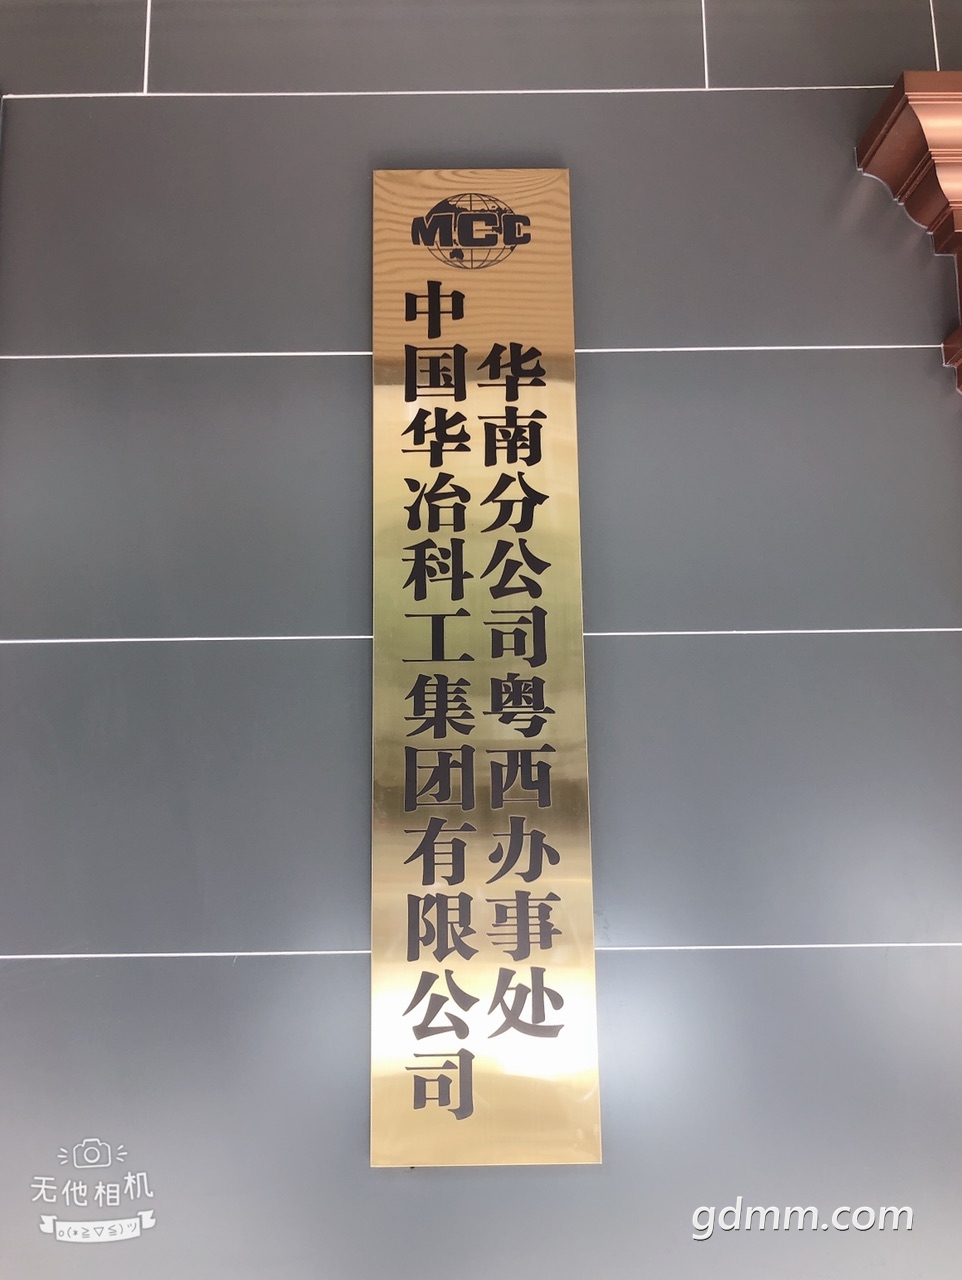 MCC
中国华冶科工集团有限公司
华南分公司粤西办事处
无他相机
o(*≧▽≦)ツ
gdmm.com